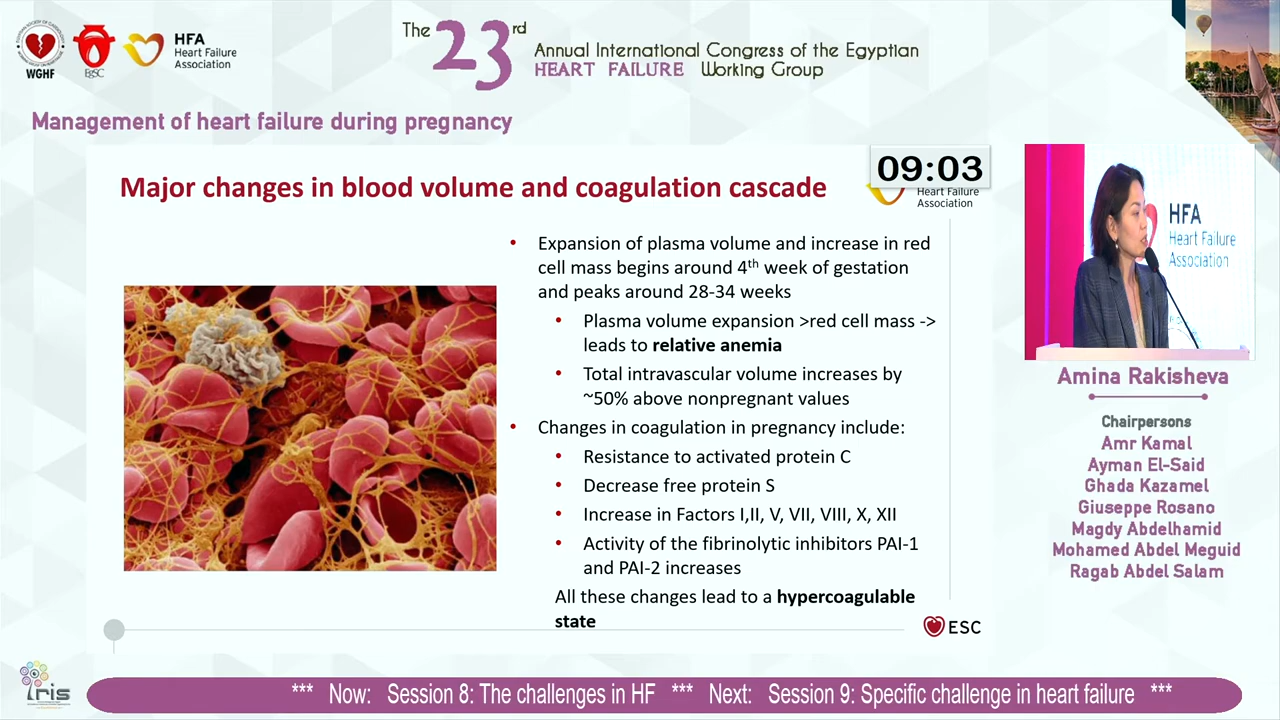 WGHF
EgSC
HFA
Heart Failure
Association
The 23rd
Annual International Congress of the Egyptian
HEART FAILURE Working Group
Management of heart failure during pregnancy
Major changes in blood volume and coagulation cascade
09:03
Heart Failure
Association
• Expansion of plasma volume and increase in red
cell mass begins around 4th week of gestation
and peaks around 28-34 weeks
• Plasma volume expansion >red cell mass ->
leads to relative anemia
• Total intravascular volume increases by
~50% above nonpregnant values
• Changes in coagulation in pregnancy include:
• Resistance to activated protein C
• Decrease free protein S
• Increase in Factors I,II, V, VII, VIII, X, XII
• Activity of the fibrinolytic inhibitors PAI-1
and PAI-2 increases
All these changes lead to a hypercoagulable
state
ESC
HFA
Heart Failure
Association
Amina Rakisheva
Chairpersons
Amr Kamal
Ayman El-Said
Ghada Kazamel
Giuseppe Rosano
Magdy Abdelhamid
Mohamed Abdel Meguid
Ragab Abdel Salam
iris
*** Now: Session 8: The challenges in HF *** Next: Session 9: Specific challenge in heart failure ***